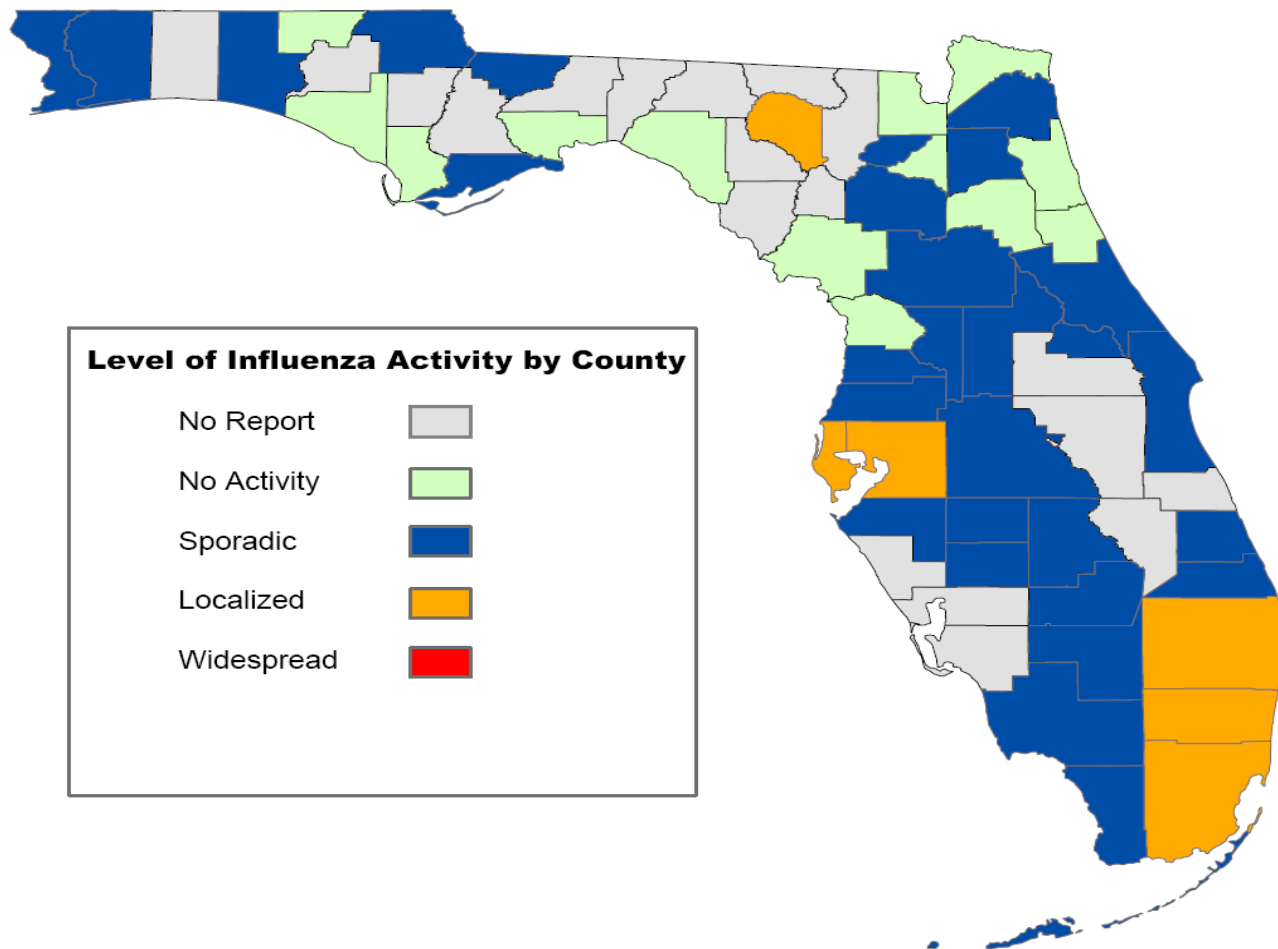 Level of Influenza Activity by County
No Report
No Activity
Sporadic
Localized
Widespread